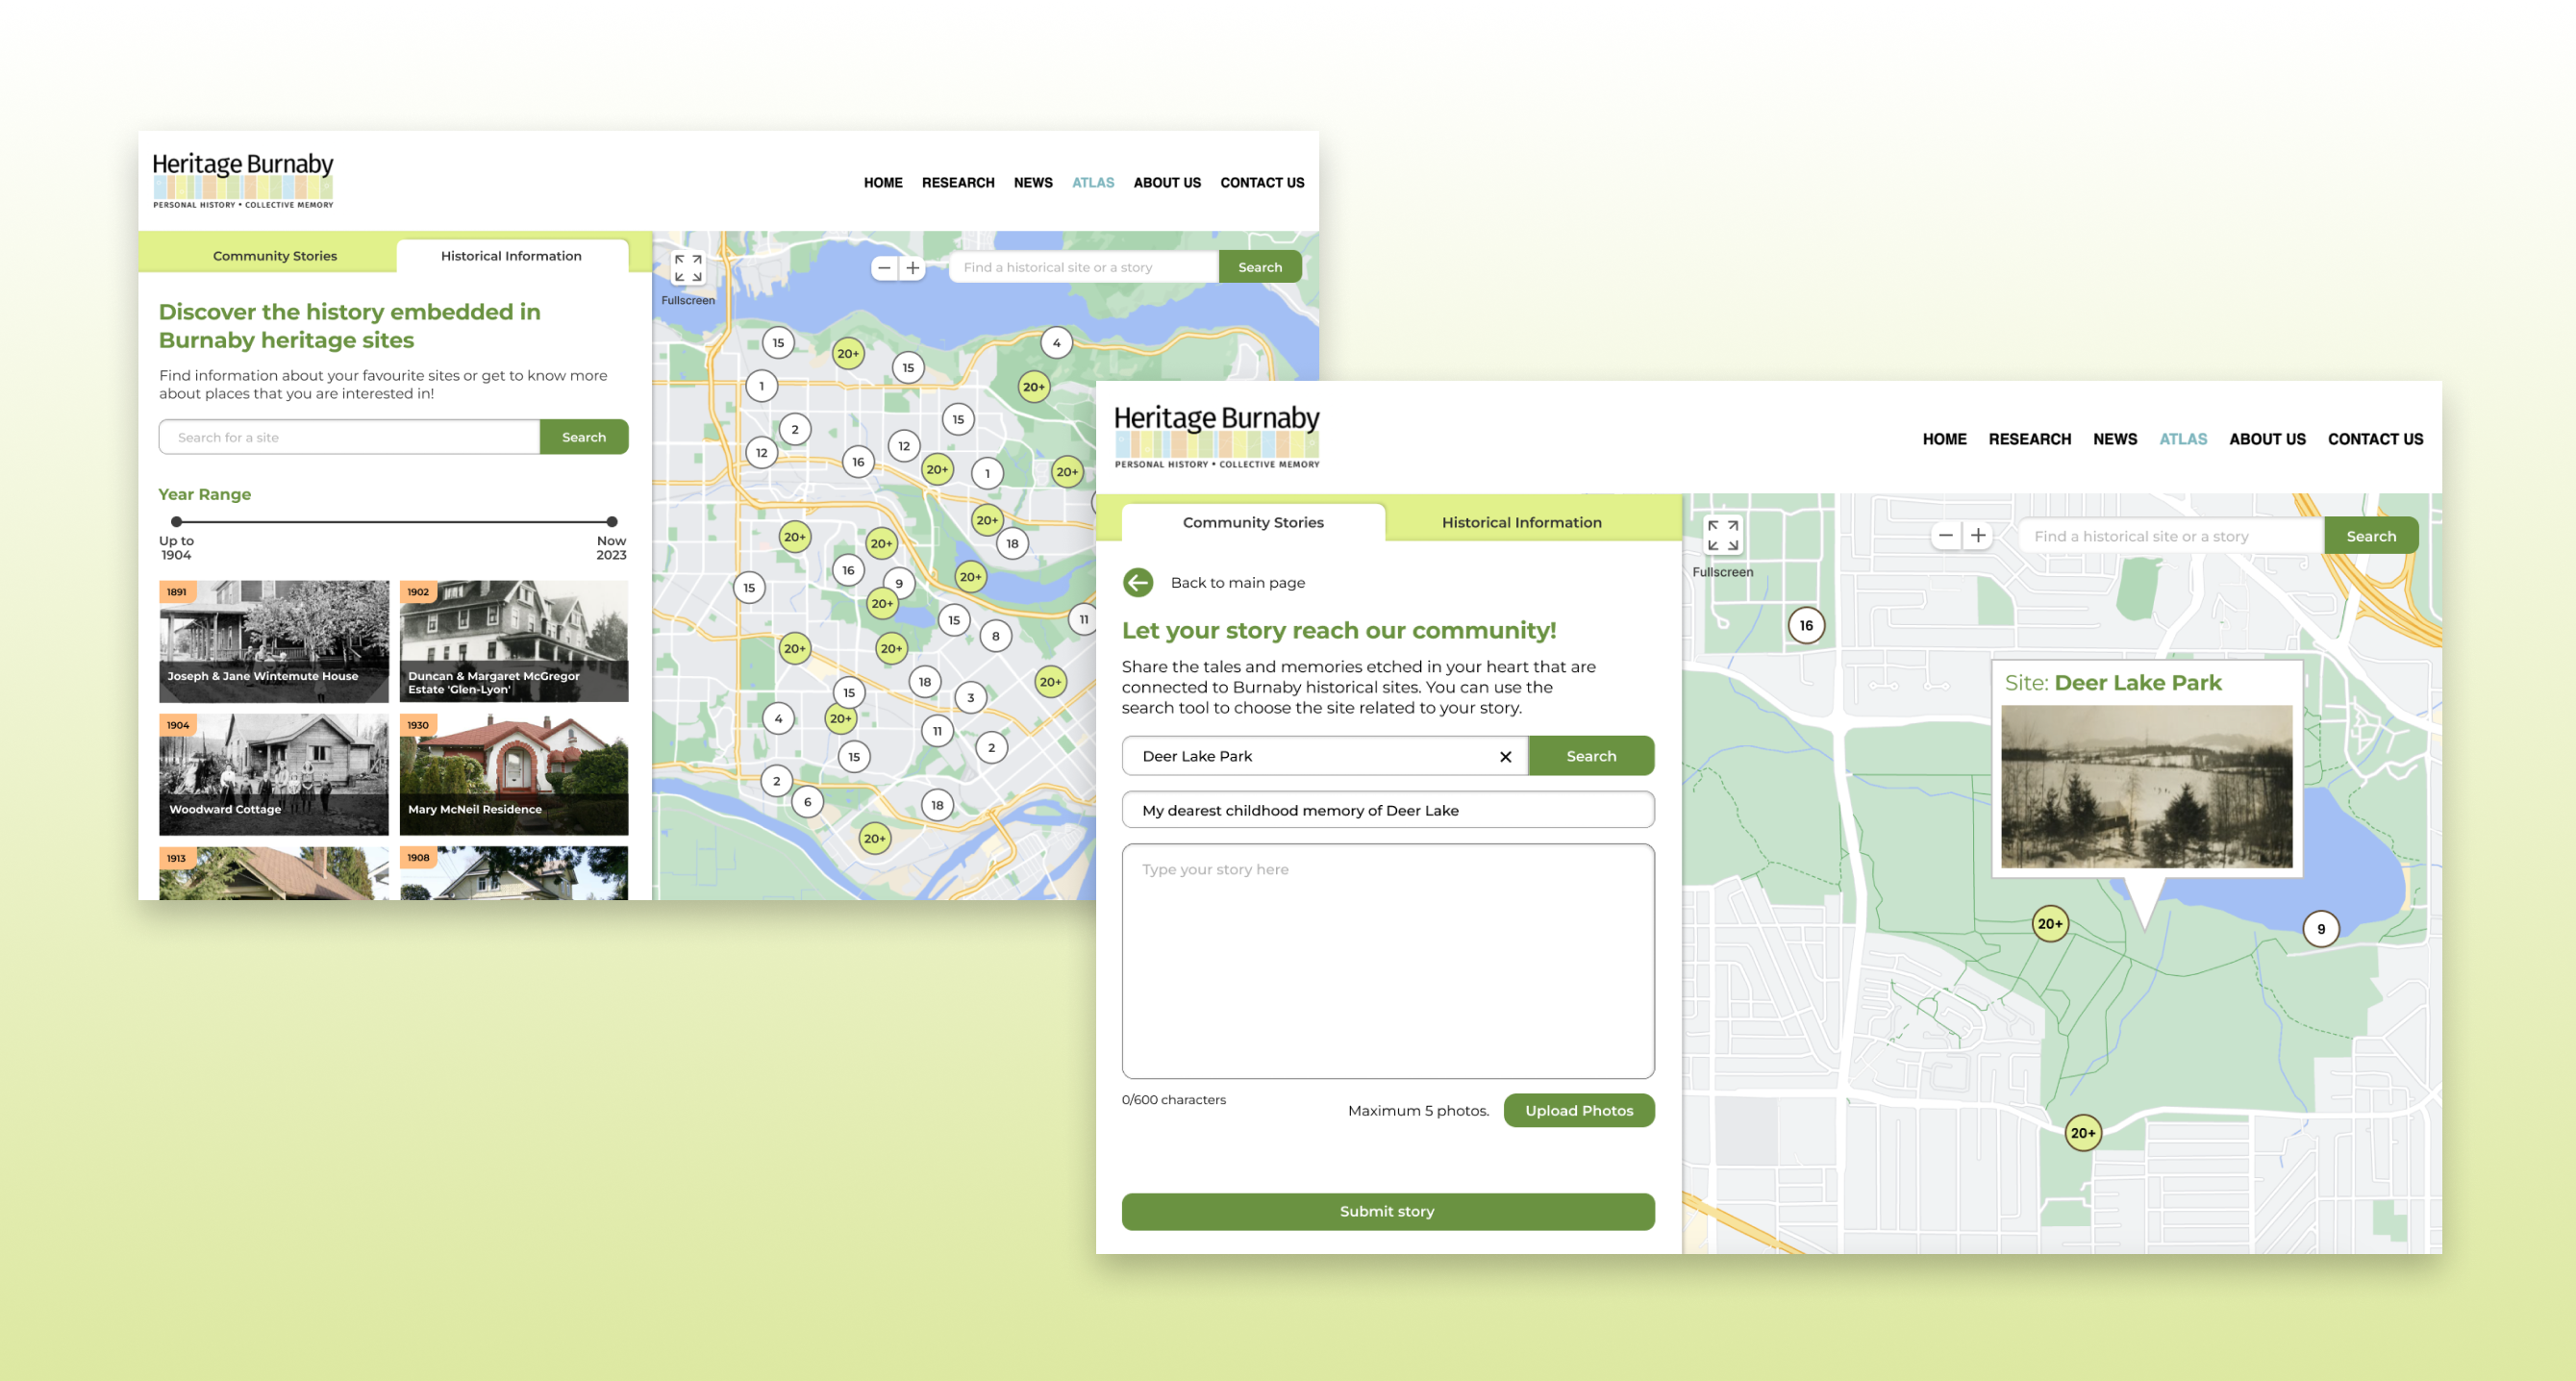 Heritage Burnaby
PERSONAL HISTORY • COLLECTIVE MEMORY
HOME RESEARCH NEWS ATLAS ABOUT US CONTACT US
Community Stories
Historical Information
Discover the history embedded in
Burnaby heritage sites
Find information about your favourite sites or get to know more
about places that you are interested in!
Search for a site
Search
Year Range
Up to
1904
Now
2023
1891
Joseph & Jane Wintemute House
1902
Duncan & Margaret McGregor
Estate 'Glen-Lyon'
1904
Woodward Cottage
1930
Mary McNeil Residence
1913
1908
Fullscreen
Find a historical site or a story
Search
15
20+
15
4
1
20+
15
2
12
12
16
20+
1
20+
20+
18
20+
20+
16
9
20+
15
20+
15
8
11
20+
20+
18
20+
15
3
4
20+
11
2
15
2
6
18
20+
Heritage Burnaby
PERSONAL HISTORY • COLLECTIVE MEMORY
HOME RESEARCH NEWS ATLAS ABOUT US CONTACT US
Community Stories
Historical Information
Back to main page
Let your story reach our community!
Share the tales and memories etched in your heart that are
connected to Burnaby historical sites. You can use the
search tool to choose the site related to your story.
Deer Lake Park
Search
My dearest childhood memory of Deer Lake
Type your story here
0/600 characters
Maximum 5 photos.
Upload Photos
Submit story
Fullscreen
Find a historical site or a story
Search
16
Site: Deer Lake Park
20+
9
20+